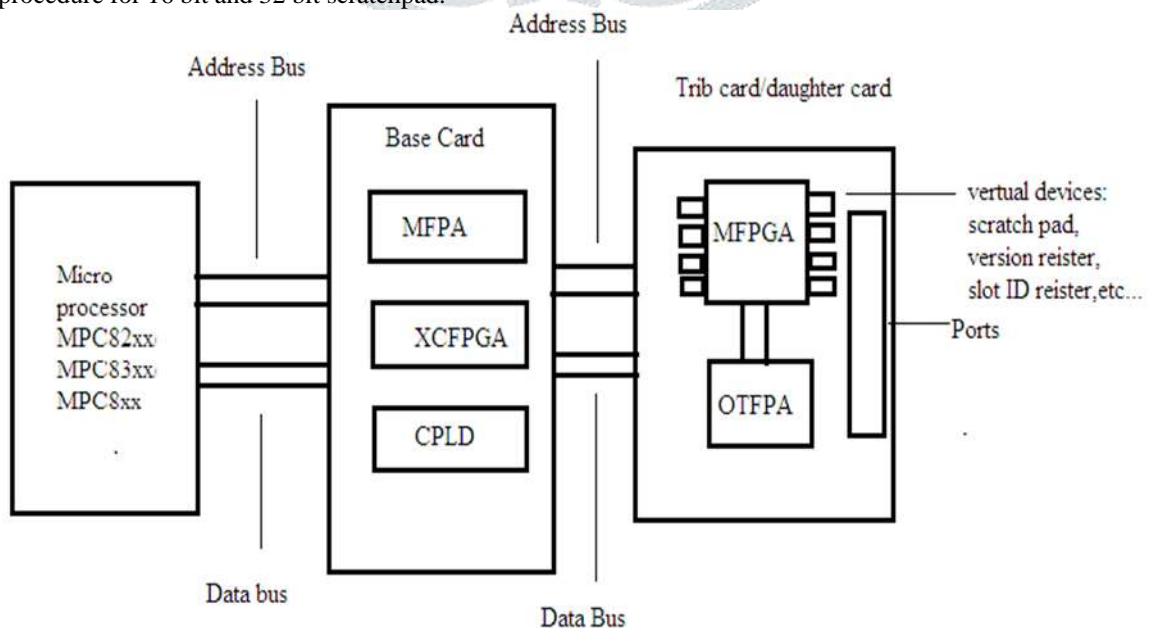 procedure for 16 bit and 32 bit scratchpad.
Address Bus
Address Bus
Trib card/daughter card
Base Card
MFPA
XCFPGA
CPLD
Micro
processor
MPC82xx/
MPC83xx/
MPC8xx
.
MFPGA
OTFPA
vertual devices:
scratch pad,
version reister,
slot ID reister,etc...
Ports
Data bus
Data Bus